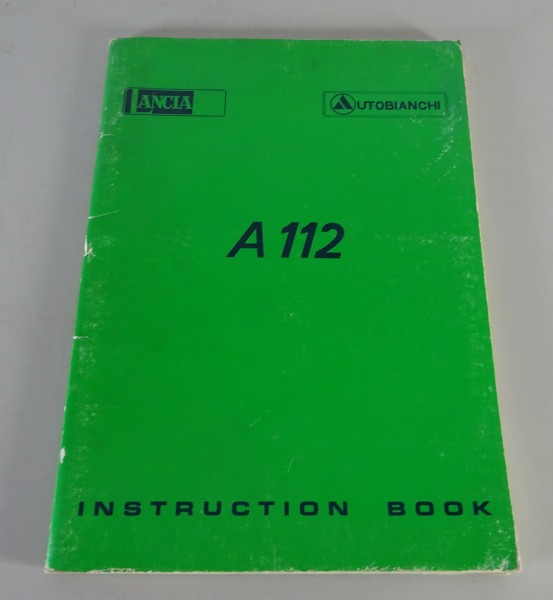 LANCIA
AUTOBIANCHI
A 112
INSTRUCTION BOOK